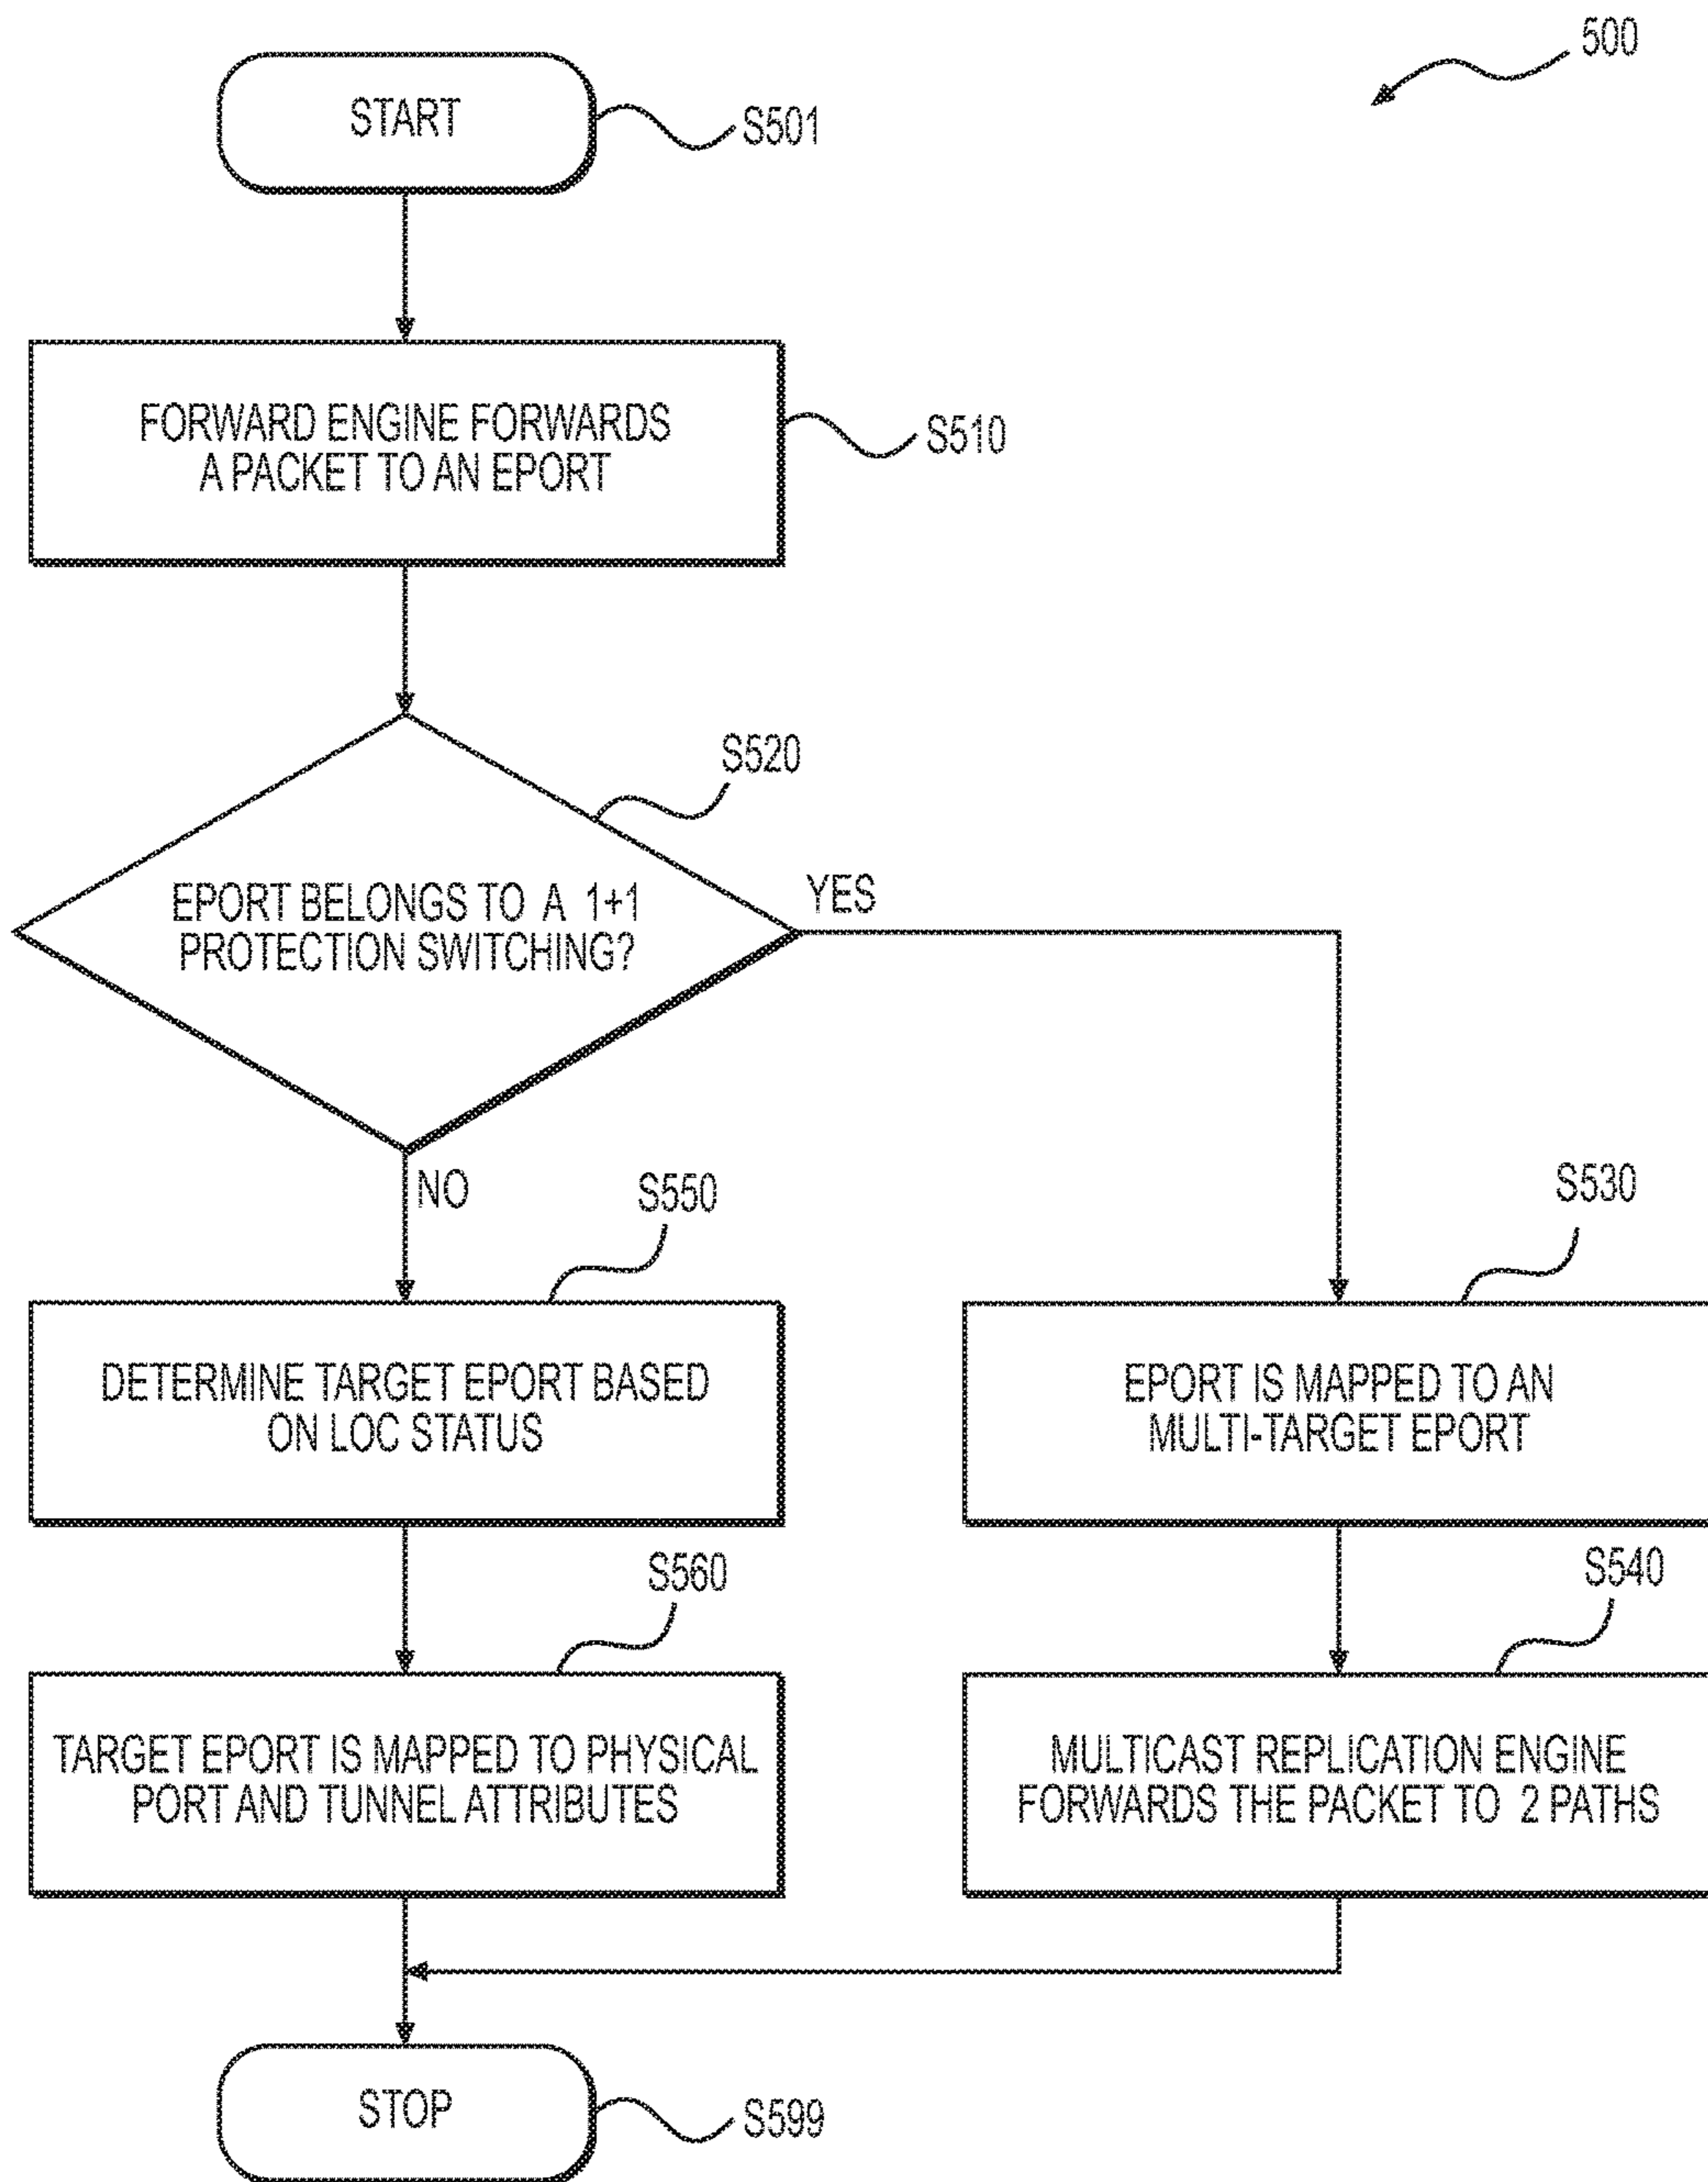 500
START
S501
FORWARD ENGINE FORWARDS
A PACKET TO AN EPORT
S510
S520
EPORT BELONGS TO A 1+1
PROTECTION SWITCHING?
YES
NO
S550
S530
DETERMINE TARGET EPORT BASED
ON LOC STATUS
EPORT IS MAPPED TO AN
MULTI-TARGET EPORT
S560
S540
TARGET EPORT IS MAPPED TO PHYSICAL
PORT AND TUNNEL ATTRIBUTES
MULTICAST REPLICATION ENGINE
FORWARDS THE PACKET TO 2 PATHS
STOP
S599